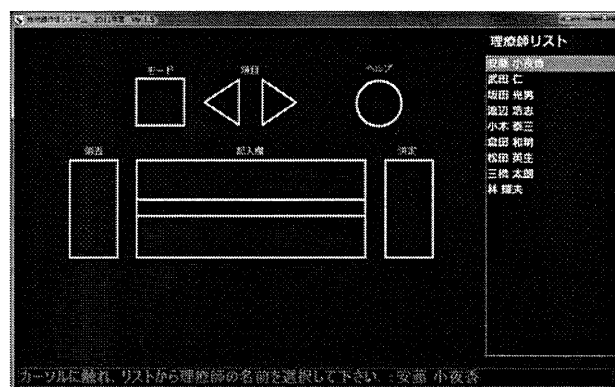 理療師リスト
モード
項目
ヘルプ
安藤 小夜香
武田 仁
坂田 光男
渡辺 浩志
小木 泰三
倉田 和明
松田 英生
三橋 太朗
林 輝夫
記入欄
決定
カーソルに触れ、リストから理療師の名前を選択して下さい。:安藤 小夜香